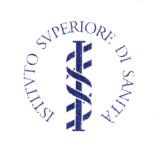 ISTITVTO SVPERIORE DI SANITÀ